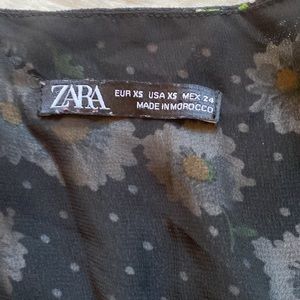 ZARA
EUR XS USA XS MEX 24
MADE IN MOROCCO